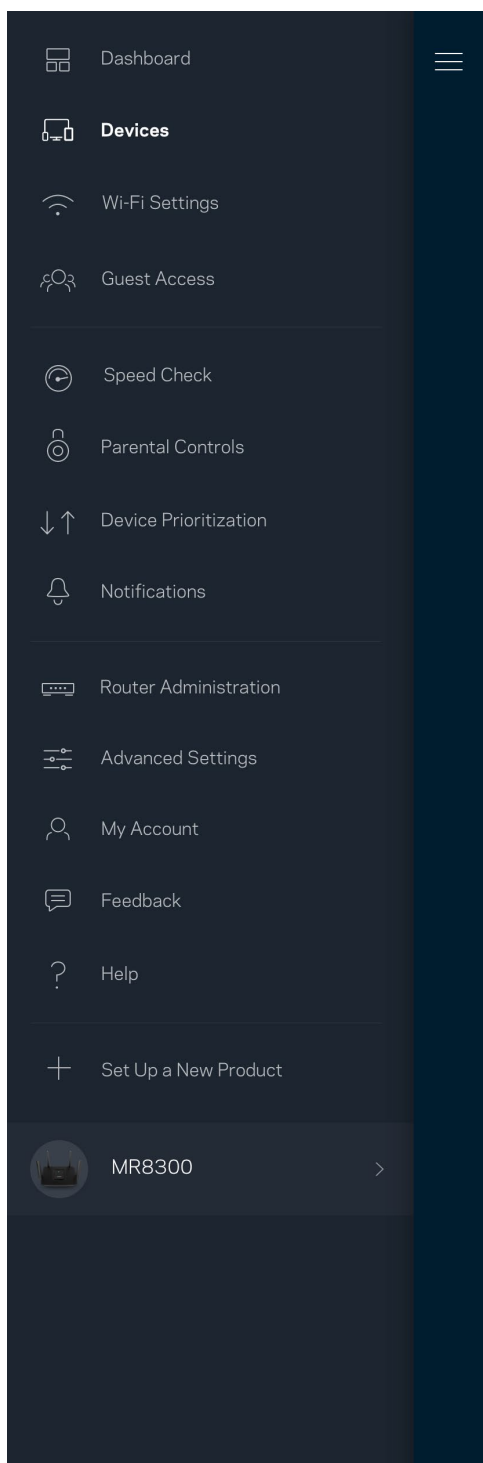 Dashboard
Devices
Wi-Fi Settings
Guest Access
Speed Check
Parental Controls
Device Prioritization
Notifications
Router Administration
Advanced Settings
My Account
Feedback
Help
Set Up a New Product
MR8300